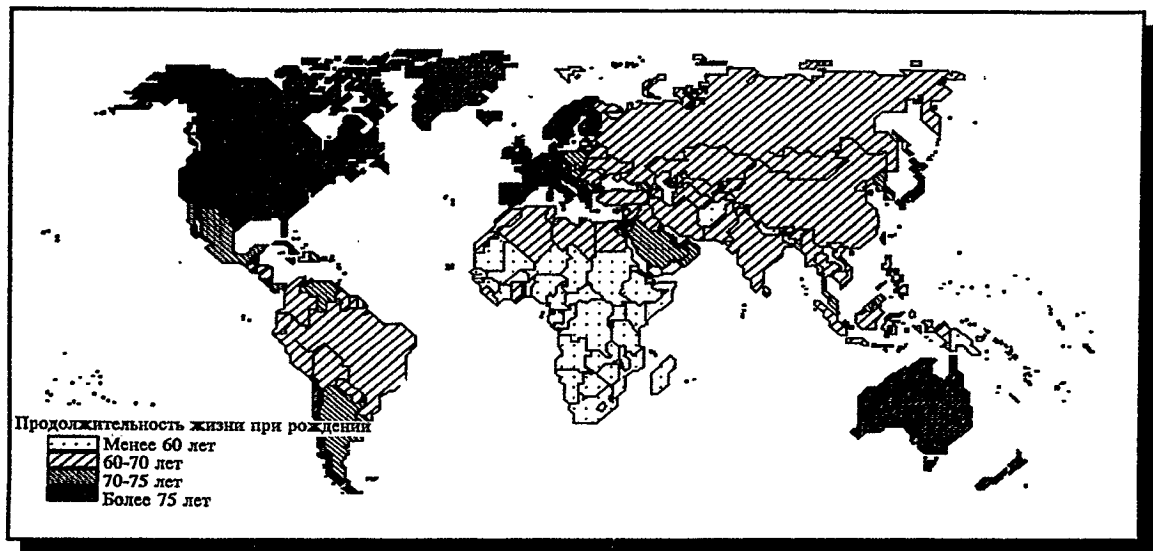 Продолжительность жизни при рождении
Менее 60 лет
60-70 лет
70-75 лет
Более 75 лет